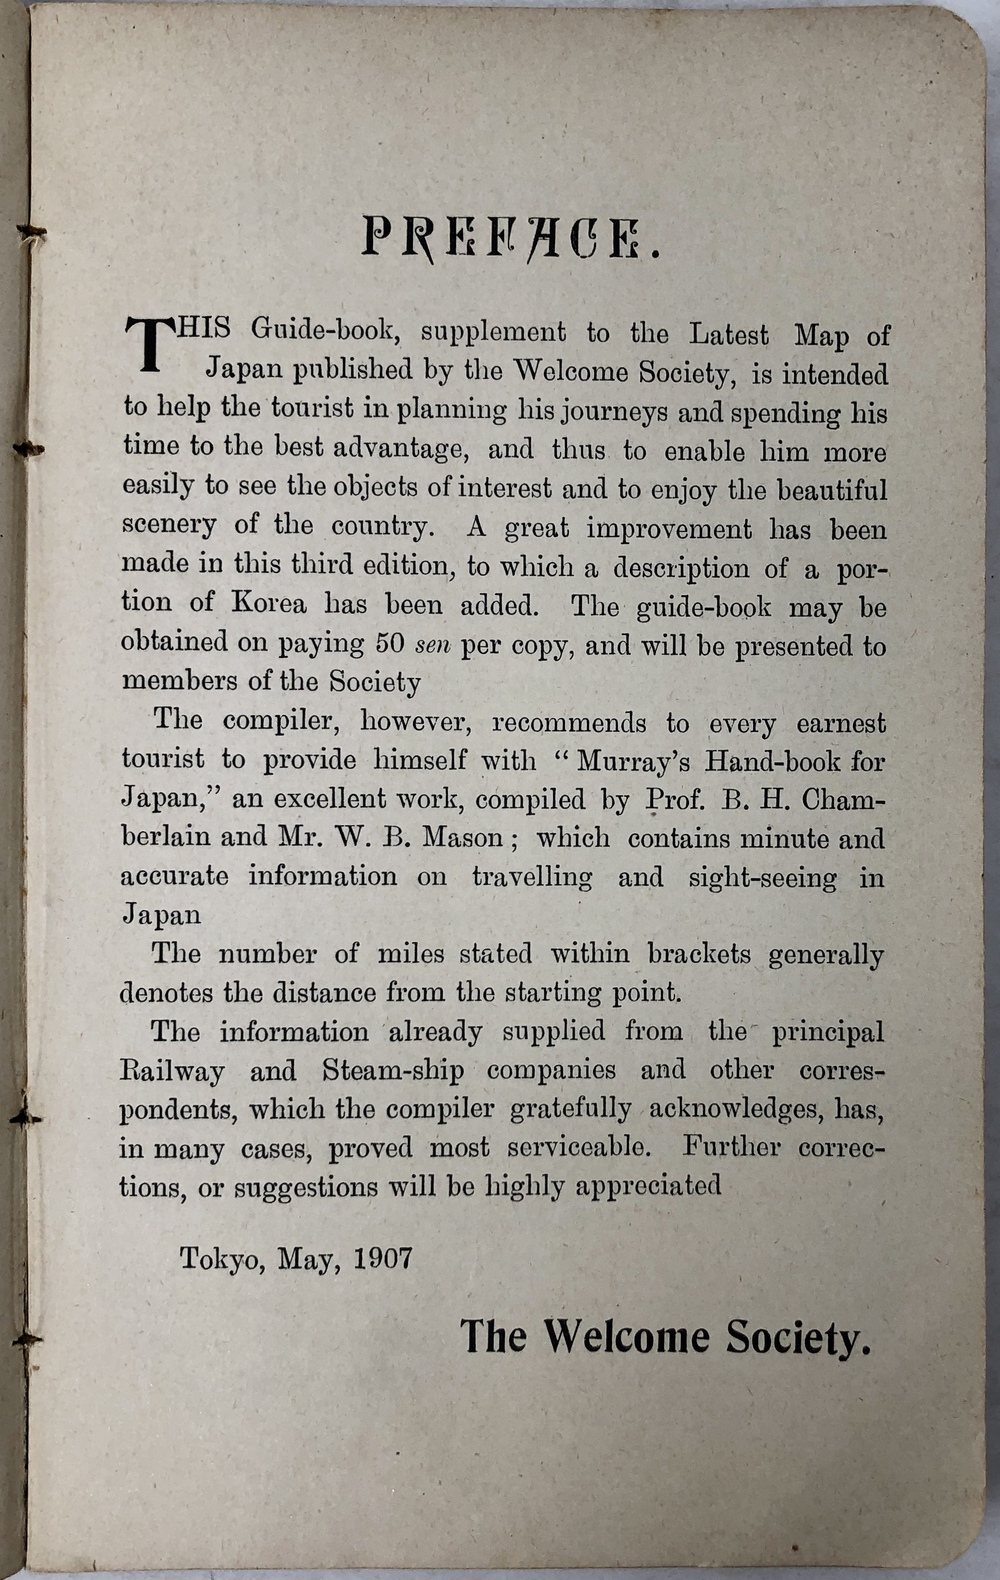 PREFACE.
THIS Guide-book, supplement to the Latest Map of
Japan published by the Welcome Society, is intended
to help the tourist in planning his journeys and spending his
time to the best advantage, and thus to enable him more
easily to see the objects of interest and to enjoy the beautiful
scenery of the country. A great improvement has been
made in this third edition, to which a description of a por-
tion of Korea has been added. The guide-book may be
obtained on paying 50 sen per copy, and will be presented to
members of the Society
The compiler, however, recommends to every earnest
tourist to provide himself with “ Murray’s Hand-book for
Japan,” an excellent work, compiled by Prof. B. H. Cham-
berlain and Mr. W. B. Mason ; which contains minute and
accurate information on travelling and sight-seeing in
Japan
The number of miles stated within brackets generally
denotes the distance from the starting point.
The information already supplied from the principal
Railway and Steam-ship companies and other corres-
pondents, which the compiler gratefully acknowledges, has,
in many cases, proved most serviceable. Further correc-
tions, or suggestions will be highly appreciated
Tokyo, May, 1907
The Welcome Society.